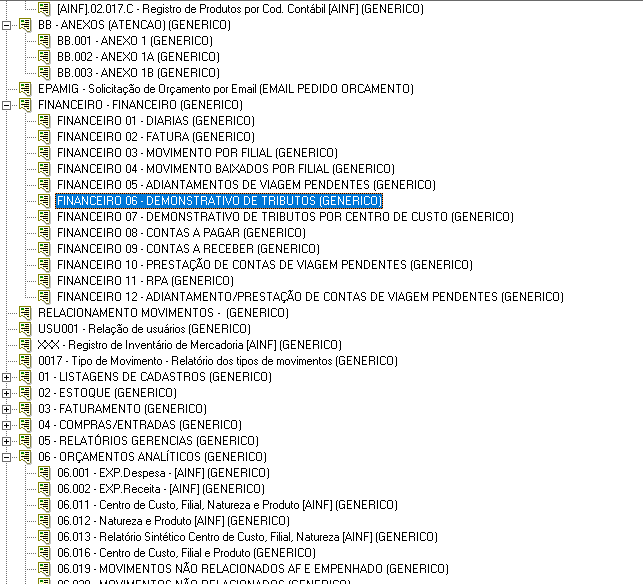 [AINF].02.017.C - Registro de Produtos por Cod. Contábil [AINF] (GENERICO)
BB - ANEXOS (ATENCAO) (GENERICO)
BB.001 - ANEXO 1 (GENERICO)
BB.002 - ANEXO 1A (GENERICO)
BB.003 - ANEXO 1B (GENERICO)
EPAMIG - Solicitação de Orçamento por Email (EMAIL PEDIDO ORCAMENTO)
FINANCEIRO - FINANCEIRO (GENERICO)
FINANCEIRO 01 - DIARIAS (GENERICO)
FINANCEIRO 02 - FATURA (GENERICO)
FINANCEIRO 03 - MOVIMENTO POR FILIAL (GENERICO)
FINANCEIRO 04 - MOVIMENTO BAIXADOS POR FILIAL (GENERICO)
FINANCEIRO 05 - ADIANTAMENTOS DE VIAGEM PENDENTES (GENERICO)
FINANCEIRO 06 - DEMONSTRATIVO DE TRIBUTOS (GENERICO)
FINANCEIRO 07 - DEMONSTRATIVO DE TRIBUTOS POR CENTRO DE CUSTO (GENERICO)
FINANCEIRO 08 - CONTAS A PAGAR (GENERICO)
FINANCEIRO 09 - CONTAS A RECEBER (GENERICO)
FINANCEIRO 10 - PRESTAÇÃO DE CONTAS DE VIAGEM PENDENTES (GENERICO)
FINANCEIRO 11 - RPA (GENERICO)
FINANCEIRO 12 - ADIANTAMENTO/PRESTAÇÃO DE CONTAS DE VIAGEM PENDENTES (GENERICO)
RELACIONAMENTO MOVIMENTOS - (GENERICO)
USU001 - Relação de usuários (GENERICO)
XXX - Registro de Inventário de Mercadoria [AINF] (GENERICO)
0017 - Tipo de Movimento - Relatório dos tipos de movimentos (GENERICO)
01 - LISTAGENS DE CADASTROS (GENERICO)
02 - ESTOQUE (GENERICO)
03 - FATURAMENTO (GENERICO)
04 - COMPRAS/ENTRADAS (GENERICO)
05 - RELATÓRIOS GERENCIAS (GENERICO)
06 - ORÇAMENTOS ANALÍTICOS (GENERICO)
06.001 - EXP.Despesa - [AINF] (GENERICO)
06.002 - EXP.Receita - [AINF] (GENERICO)
06.011 - Centro de Custo, Filial, Natureza e Produto [AINF] (GENERICO)
06.012 - Natureza e Produto [AINF] (GENERICO)
06.013 - Relatório Sintético Centro de Custo, Filial, Natureza [AINF] (GENERICO)
06.016 - Centro de Custo, Filial e Produto (GENERICO)
06.019 - MOVIMENTOS NÃO RELACIONADOS AF E EMPENHADO (GENERICO)
06.020 - MOVIMENTOS NÃO RELACIONADOS (GENERICO)